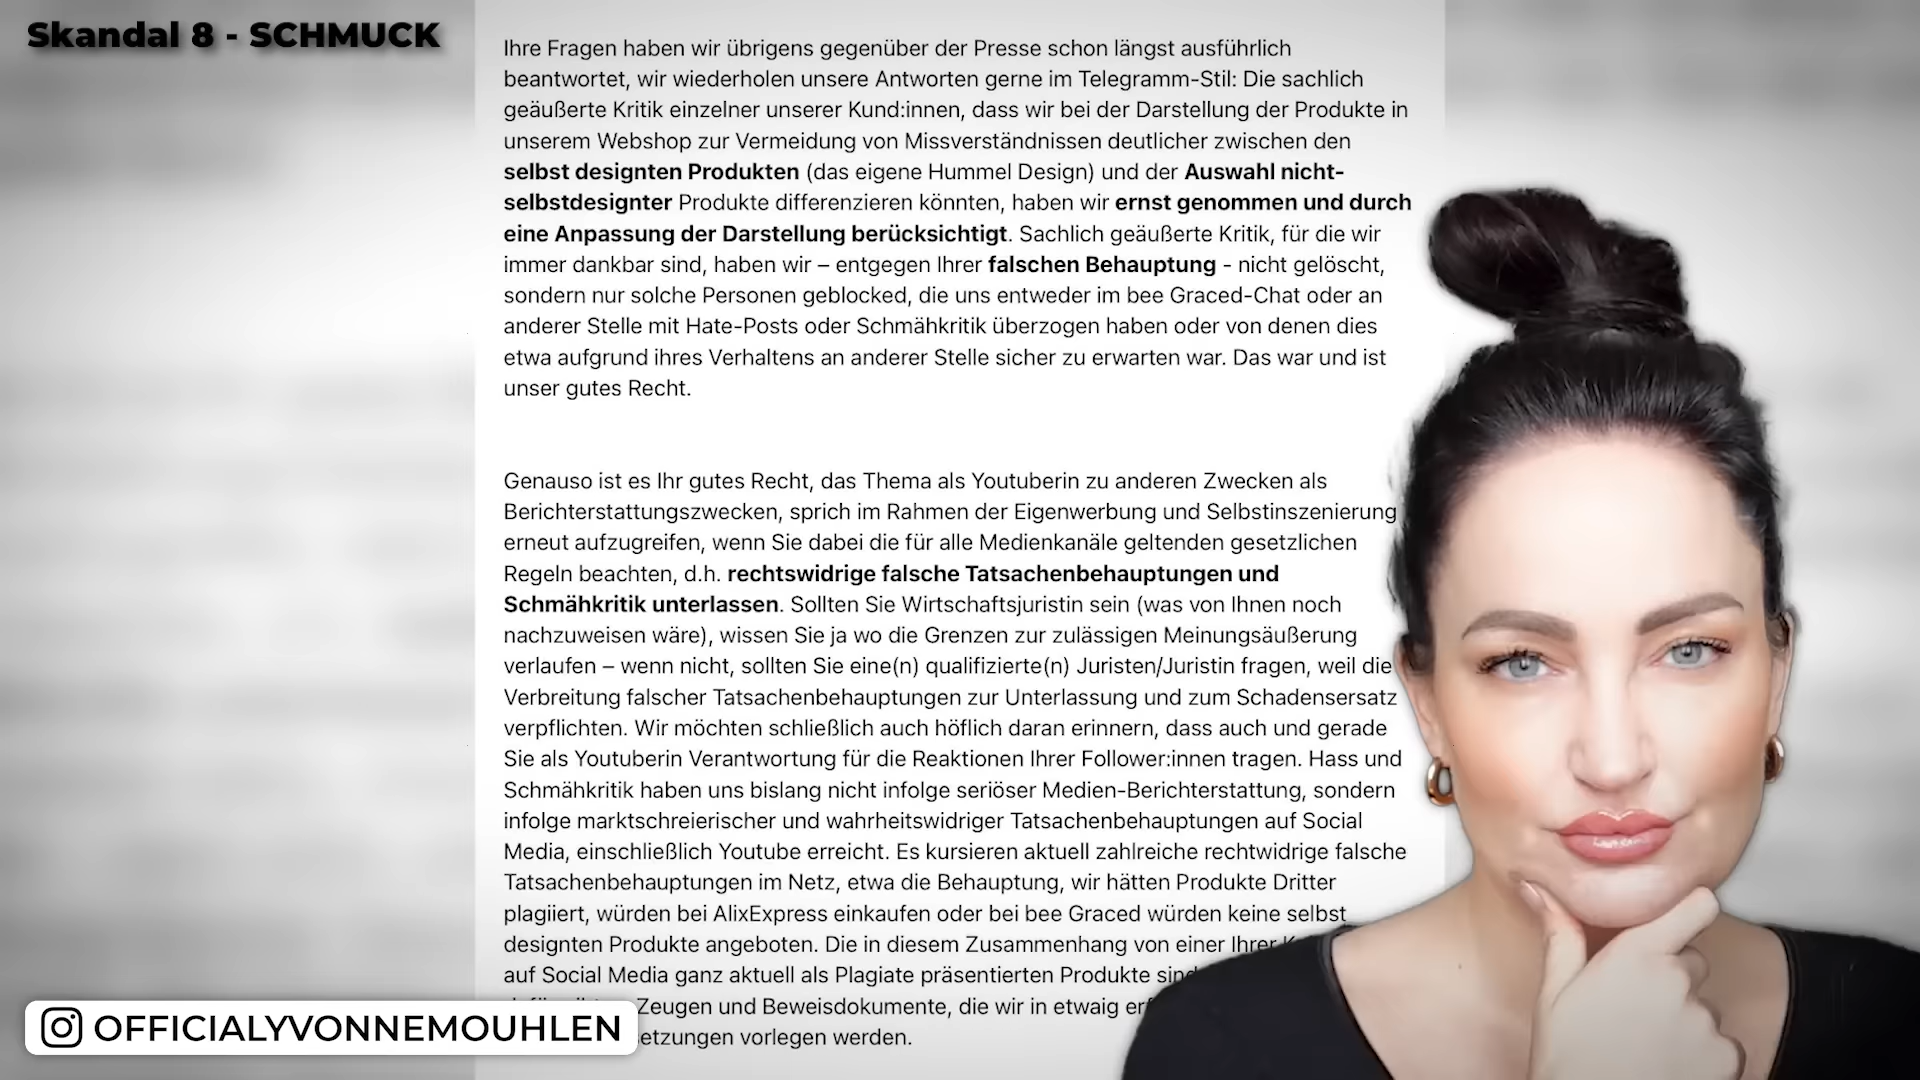 Skandal 8 - SCHMUCK
Ihre Fragen haben wir übrigens gegenüber der Presse schon längst ausführlich
beantwortet, wir wiederholen unsere Antworten gerne im Telegramm-Stil: Die sachlich
geäußerte Kritik einzelner unserer Kund:innen, dass wir bei der Darstellung der Produkte in
unserem Webshop zur Vermeidung von Missverständnissen deutlicher zwischen den
selbst designten Produkten (das eigene Hummel Design) und der Auswahl nicht-
selbstdesignter Produkte differenzieren könnten, haben wir ernst genommen und durch
eine Anpassung der Darstellung berücksichtigt. Sachlich geäußerte Kritik, für die wir
immer dankbar sind, haben wir – entgegen Ihrer falschen Behauptung - nicht gelöscht,
sondern nur solche Personen geblocked, die uns entweder im bee Graced-Chat oder an
anderer Stelle mit Hate-Posts oder Schmähkritik überzogen haben oder von denen dies
etwa aufgrund ihres Verhaltens an anderer Stelle sicher zu erwarten war. Das war und ist
unser gutes Recht.
Genauso ist es Ihr gutes Recht, das Thema als Youtuberin zu anderen Zwecken als
Berichterstattungszwecken, sprich im Rahmen der Eigenwerbung und Selbstinszenierung
erneut aufzugreifen, wenn Sie dabei die für alle Medienkanäle geltenden gesetzlichen
Regeln beachten, d.h. rechtswidrige falsche Tatsachenbehauptungen und
Schmähkritik unterlassen. Sollten Sie Wirtschaftsjuristin sein (was von Ihnen noch
nachzuweisen wäre), wissen Sie ja wo die Grenzen zur zulässigen Meinungsäußerung
verlaufen – wenn nicht, sollten Sie eine(n) qualifizierte(n) Juristen/Juristin fragen, weil die
Verbreitung falscher Tatsachenbehauptungen zur Unterlassung und zum Schadensersatz
verpflichten. Wir möchten schließlich auch höflich daran erinnern, dass auch und gerade
Sie als Youtuberin Verantwortung für die Reaktionen Ihrer Follower:innen tragen. Hass und
Schmähkritik haben uns bislang nicht infolge seriöser Medien-Berichterstattung, sondern
infolge marktschreierischer und wahrheitswidriger Tatsachenbehauptungen auf Social
Media, einschließlich Youtube erreicht. Es kursieren aktuell zahlreiche rechtwidrige falsche
Tatsachenbehauptungen im Netz, etwa die Behauptung, wir hätten Produkte Dritter
plagiiert, würden bei AlixExpress einkaufen oder bei bee Graced würden keine selbst
designten Produkte angeboten. Die in diesem Zusammenhang von einer Ihrer
auf Social Media ganz aktuell als Plagiate präsentierten Produkte sind
Zeugen und Beweisdokumente, die wir in etwaig
setzungen vorlegen werden.
OFFICIALYVONNEMOUHLEN